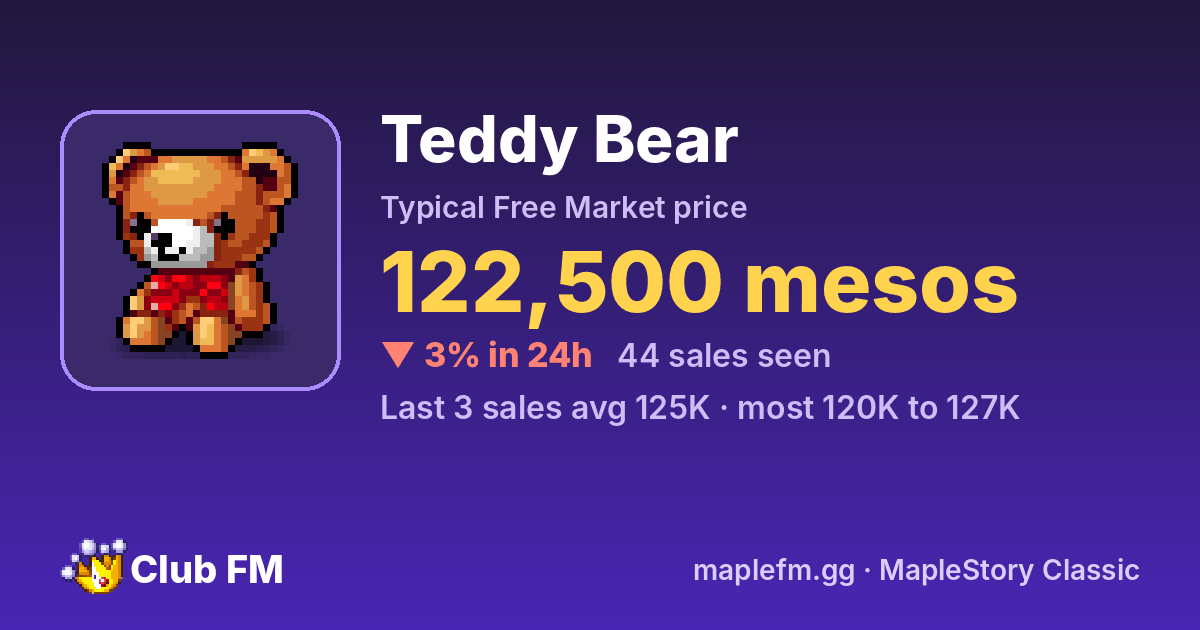 Teddy Bear
Typical Free Market price
122,500 mesos
▼ 3% in 24h 44 sales seen
Last 3 sales avg 125K · most 120K to 127K
Club FM
maplefm.gg · MapleStory Classic